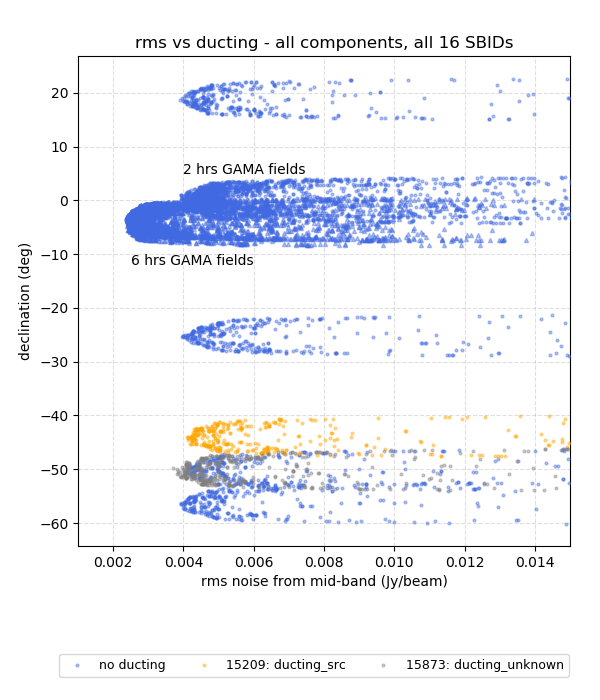 rms vs ducting - all components, all 16 SBIDs
20
10
0
−10
−20
−30
−40
−50
−60
declination (deg)
2 hrs GAMA fields
6 hrs GAMA fields
0.002 0.004 0.006 0.008 0.010 0.012 0.014
rms noise from mid-band (Jy/beam)
no ducting 15209: ducting_src 15873: ducting_unknown